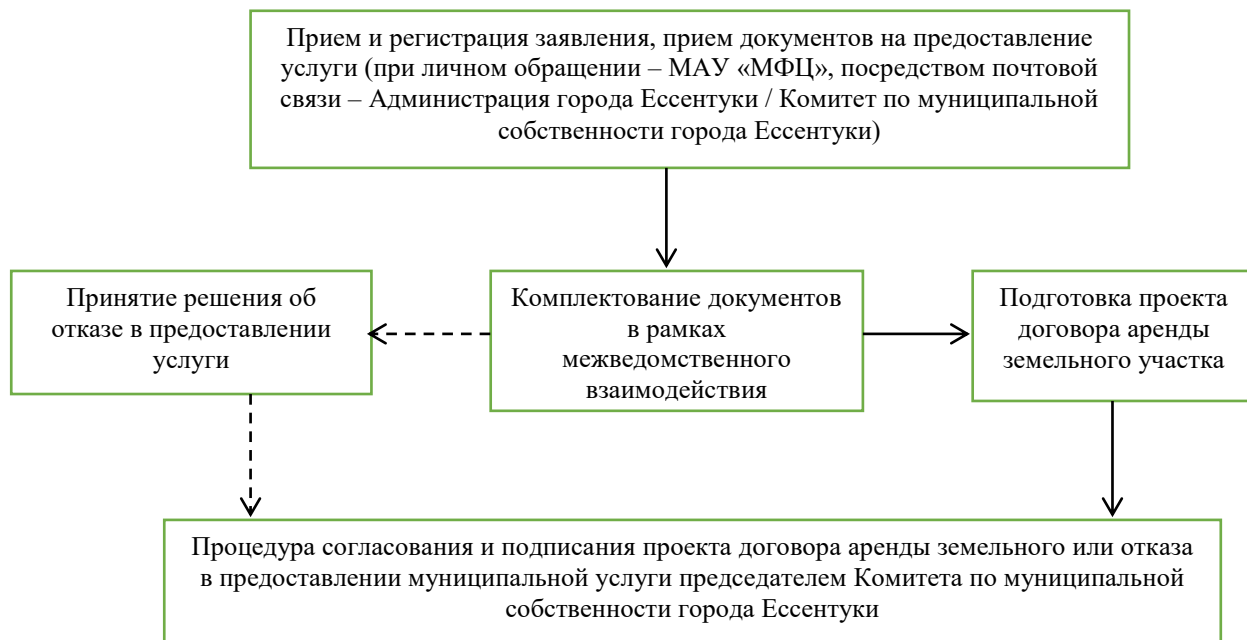 Прием и регистрация заявления, прием документов на предоставление
услуги (при личном обращении – МАУ «МФЦ», посредством почтовой
связи – Администрация города Ессентуки / Комитет по муниципальной
собственности города Ессентуки)
Принятие решения об
отказе в предоставлении
услуги
Комплектование документов
в рамках
межведомственного
взаимодействия
Подготовка проекта
договора аренды
земельного участка
Процедура согласования и подписания проекта договора аренды земельного или отказа
в предоставлении муниципальной услуги председателем Комитета по муниципальной
собственности города Ессентуки